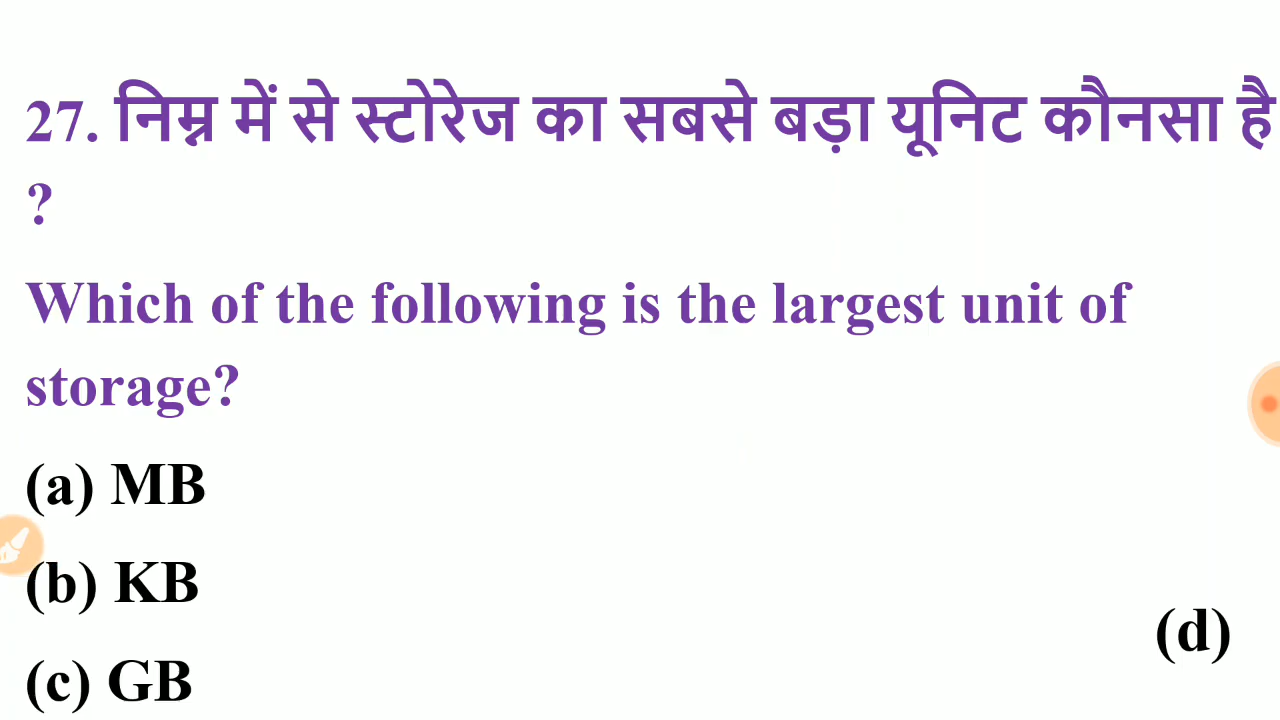 27. निम्न में से स्टोरेज का सबसे बड़ा यूनिट कौनसा है
?
Which of the following is the largest unit of
storage?
(a) MB
(b) KB
(d)
(c) GB